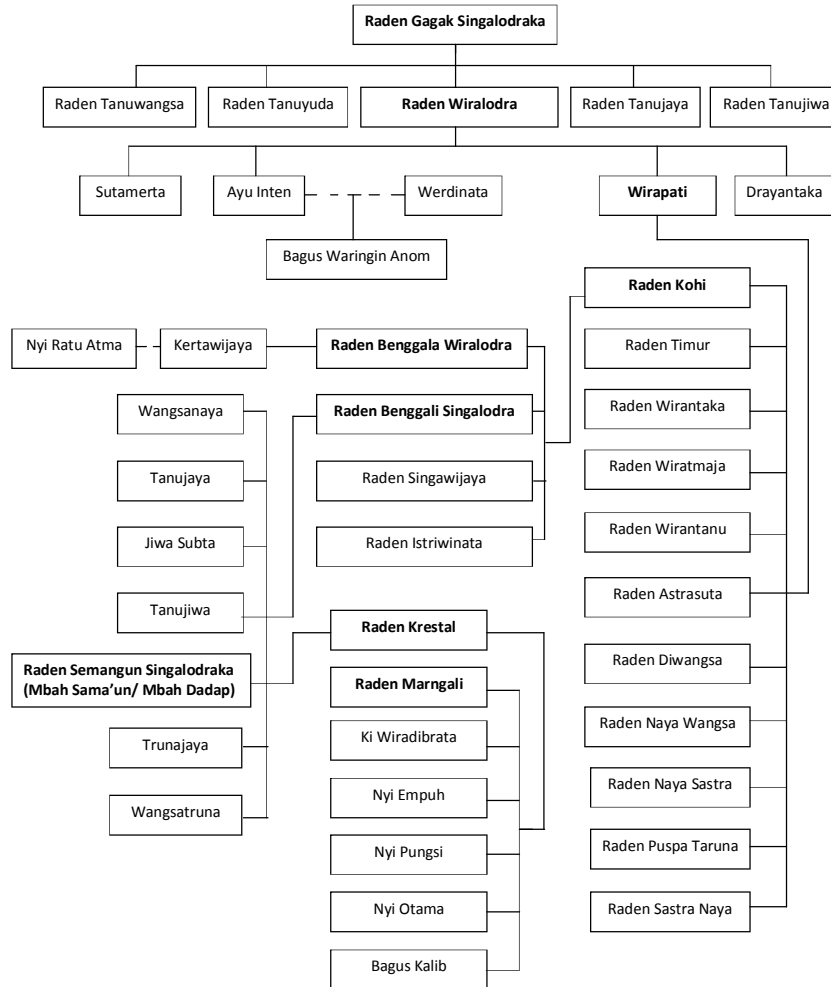 Raden Gagak Singalodraka
Raden Tanuwangsa
Raden Tanuyuda
Raden Wiralodra
Raden Tanujaya
Raden Tanujiwa
Sutamerta
Ayu Inten
Werdinata
Wirapati
Drayantaka
Bagus Waringin Anom
Raden Kohi
Nyi Ratu Atma
Kertawijaya
Raden Benggala Wiralodra
Raden Timur
Wangsanaya
Raden Benggali Singalodra
Raden Wirantaka
Tanujaya
Raden Singawijaya
Raden Wiratmaja
Jiwa Subta
Raden Istriwinata
Raden Wirantanu
Tanujiwa
Raden Astrasuta
Raden Krestal
Raden Semangun Singalodraka
(Mbah Sama'un/ Mbah Dadap)
Raden Marngali
Raden Diwangsa
Trunajaya
Ki Wiradibrata
Raden Naya Wangsa
Wangsatruna
Nyi Empuh
Raden Naya Sastra
Nyi Pungsi
Raden Puspa Taruna
Nyi Otama
Raden Sastra Naya
Bagus Kalib